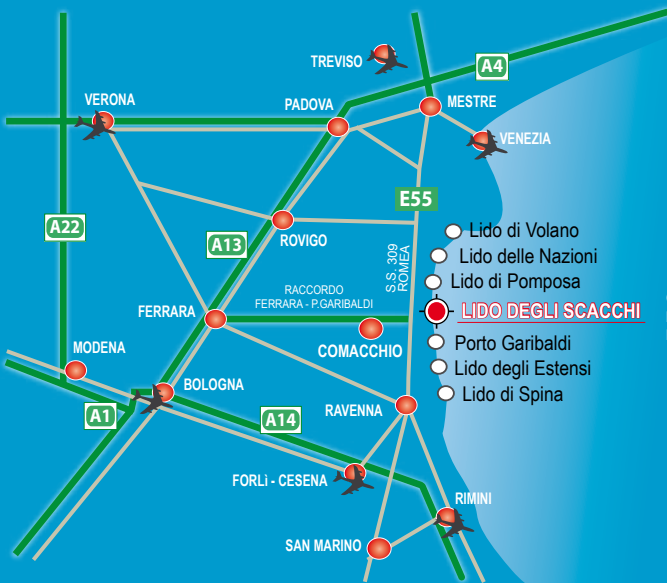 TREVISO
A4
VERONA
PADOVA
MESTRE
VENEZIA
E55
A22
A13
ROVIGO
Lido di Volano
Lido delle Nazioni
Lido di Pomposa
LIDO DEGLI SCACCHI
Porto Garibaldi
Lido degli Estensi
Lido di Spina
S.S. 309
ROMEA
RACCORDO
FERRARA - P.GARIBALDI
FERRARA
COMACCHIO
MODENA
BOLOGNA
A1
A14
RAVENNA
FORLì - CESENA
RIMINI
SAN MARINO